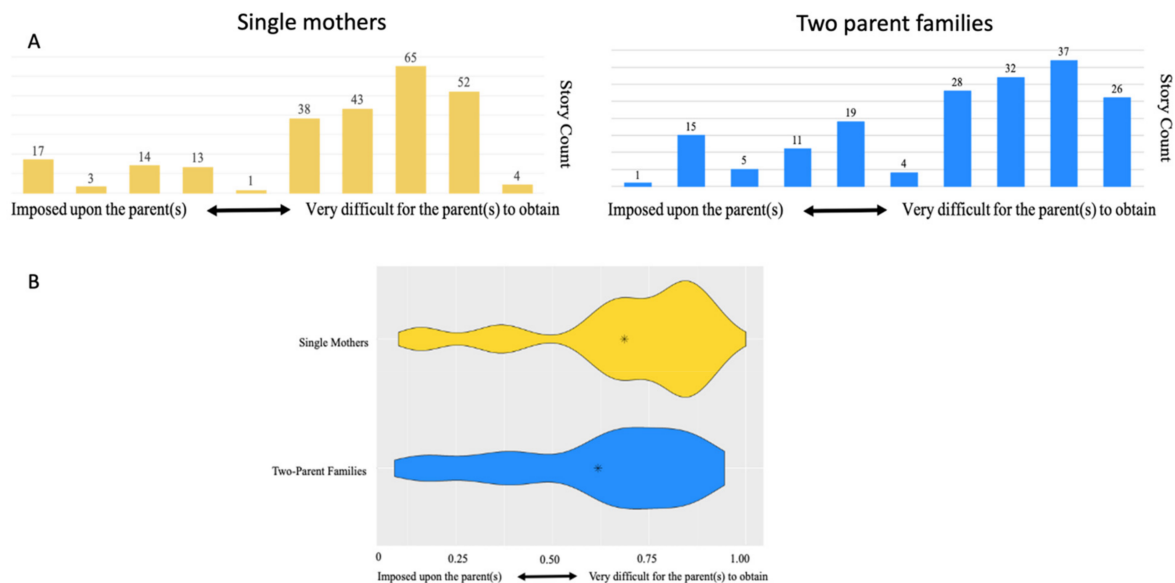 Single mothers
Two parent families
A
17
3
14
13
1
38
43
65
52
4
Story Count
Imposed upon the parent(s)
Very difficult for the parent(s) to obtain
1
15
5
11
19
4
28
32
37
26
Story Count
Imposed upon the parent(s)
Very difficult for the parent(s) to obtain
B
Single Mothers
Two-Parent Families
0 0.25 0.50 0.75 1.00
Imposed upon the parent(s)
Very difficult for the parent(s) to obtain